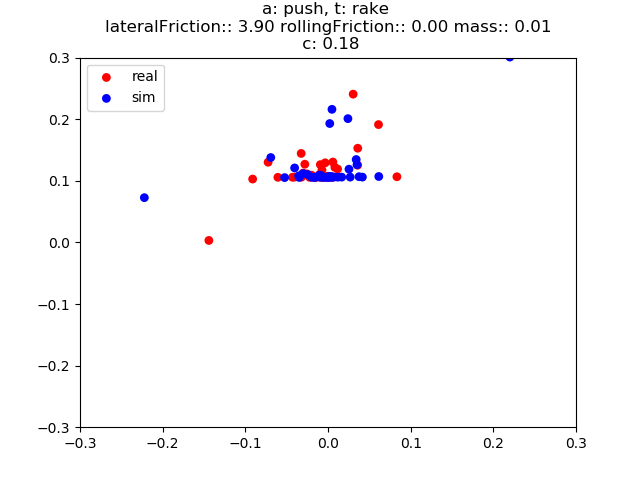 a: push, t: rake
lateralFriction:: 3.90 rollingFriction:: 0.00 mass:: 0.01
c: 0.18
real
sim
0.3
0.2
0.1
0.0
−0.1
−0.2
−0.3
−0.3 −0.2 −0.1 0.0 0.1 0.2 0.3